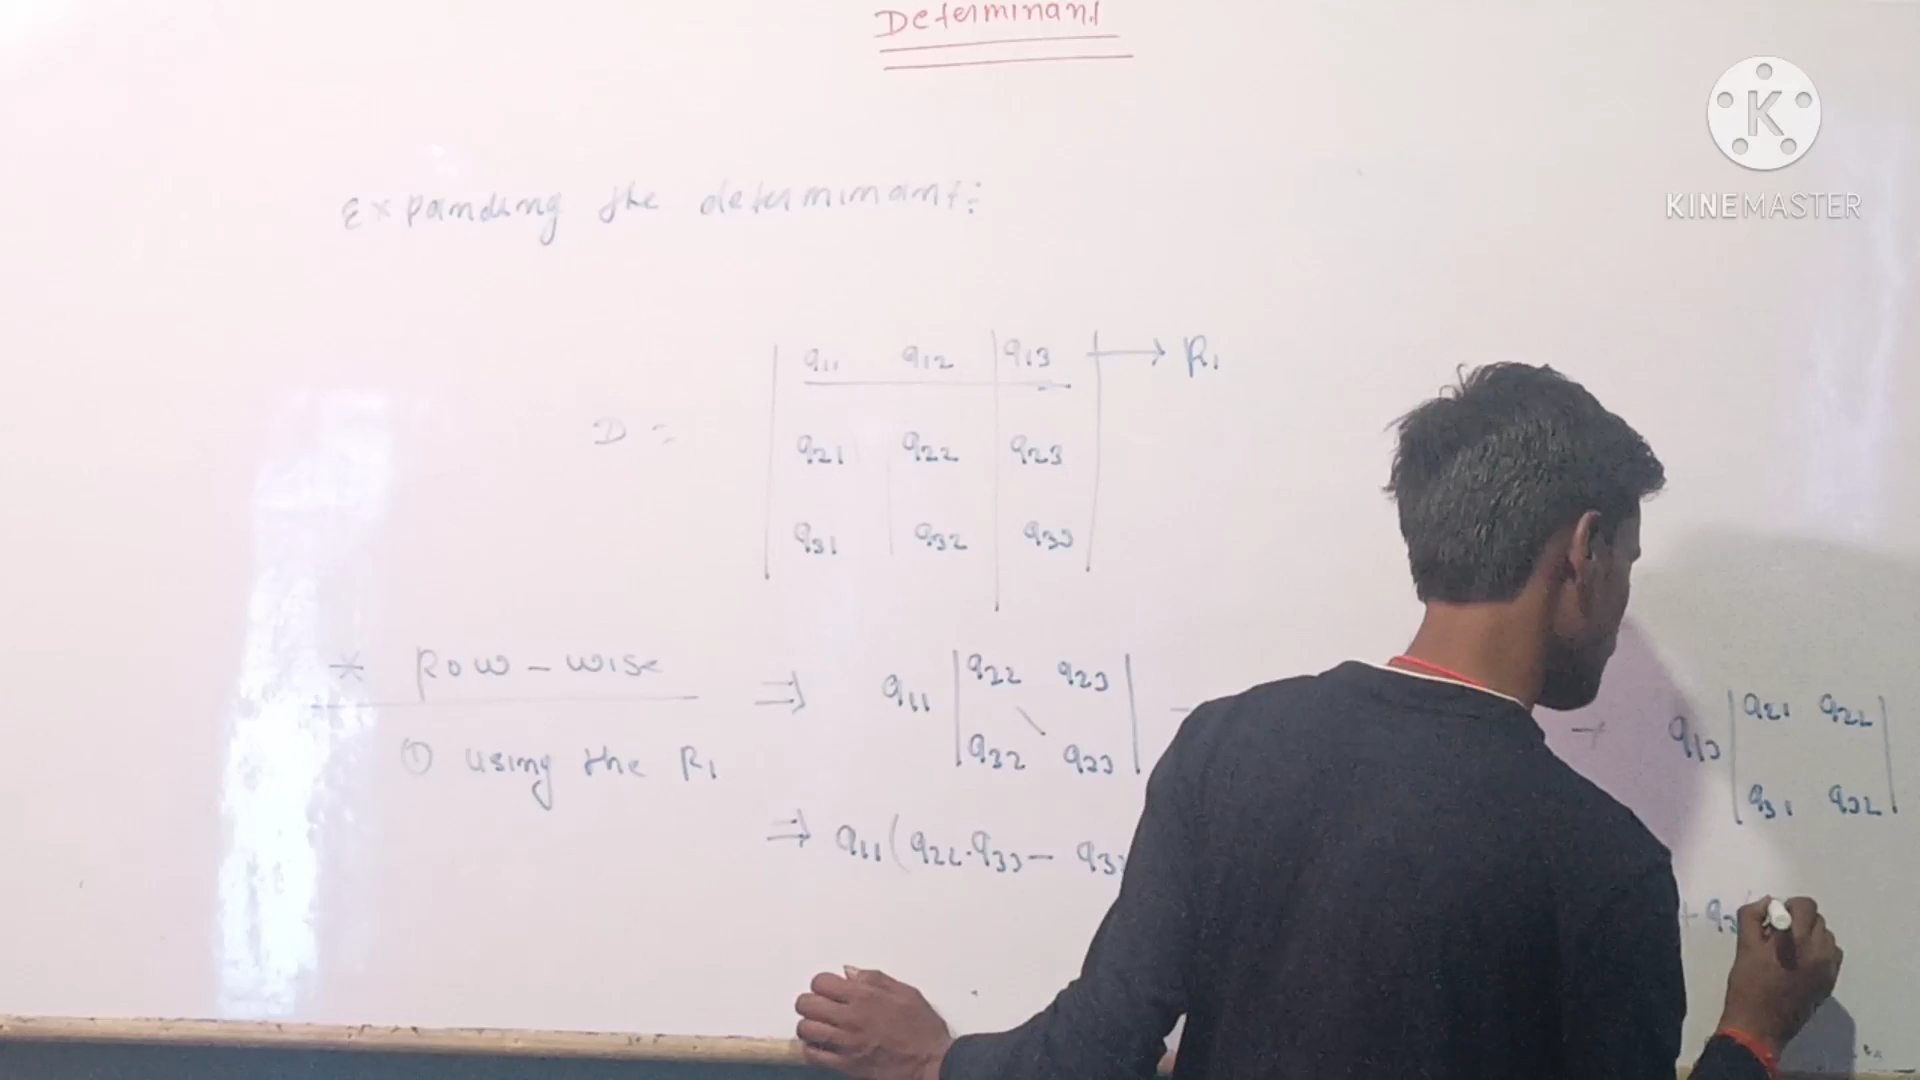 Determinant
KINEMASTER
Expanding the determinant:
a11 a12 a13 → R1
D =
a21 a22 a23
a31 a32 a33
* Row-wise ⇒ a11 | a22 a23 | - + a13 | a21 a22 |
| a32 a33 | | a31 a32 |
① using the R1
⇒ a11(a22.a33 -